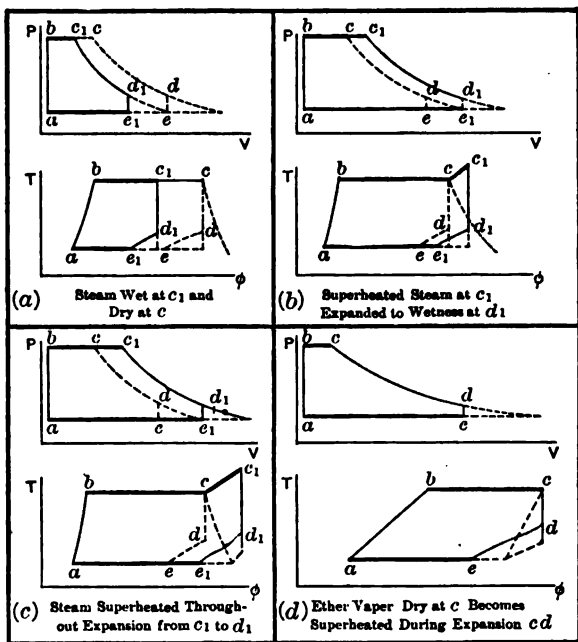 P
b c₁ c
d₁ d
a e₁ e
V
T
b c₁ c
d₁ d
a e₁ e
ϕ
(a) Steam Wet at c₁ and
Dry at c
P
b c c₁
d d₁
a e e₁
V
T
b c c₁
d d₁
a e e₁
ϕ
(b) Superheated Steam at c₁
Expanded to Wetness at d₁
P
b c c₁
d d₁
a e e₁
V
T
b c c₁
d d₁
a e e₁
ϕ
(c) Steam Superheated Through-
out Expansion from c₁ to d₁
P
b c
d
a e
V
T
b c
d
a e
ϕ
(d) Ether Vaper Dry at c Becomes
Superheated During Expansion cd